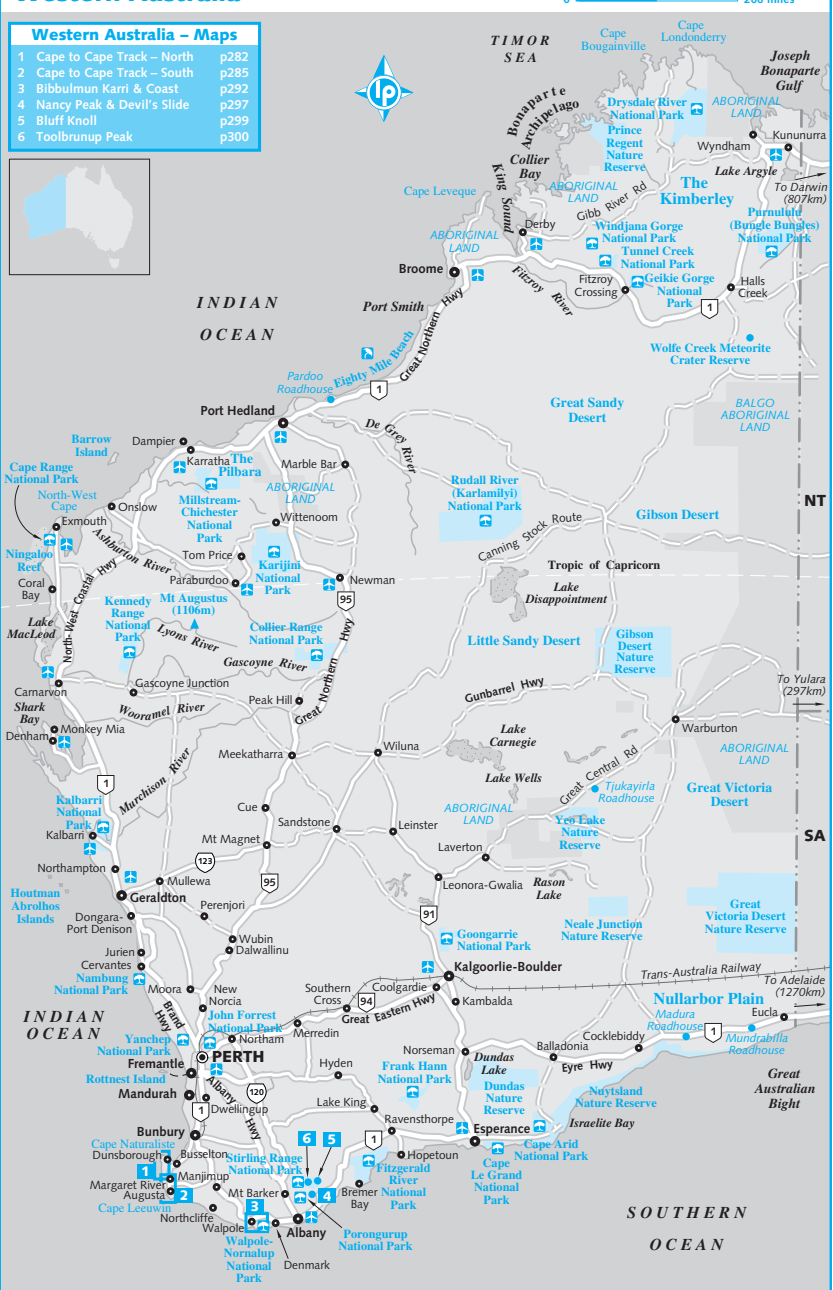 Western Australia
0
200 miles
Western Australia – Maps
1 Cape to Cape Track – North p282
2 Cape to Cape Track – South p285
3 Bibbulmun Karri & Coast p292
4 Nancy Peak & Devil's Slide p297
5 Bluff Knoll p299
6 Toolbrunup Peak p300
lp
TIMOR
SEA
Cape
Bougainville
Cape
Londonderry
Joseph
Bonaparte
Gulf
Bonaparte
Archipelago
Drysdale River
National Park
ABORIGINAL
LAND
Prince
Regent
Nature
Reserve
Wyndham
Kununurra
Lake Argyle
To Darwin
(807km)
Collier
Bay
King Sound
Cape Leveque
ABORIGINAL
LAND
Gibb River Rd
The
Kimberley
Purnululu
(Bungle Bungles)
National Park
Derby
ABORIGINAL
LAND
Windjana Gorge
National Park
Tunnel Creek
National Park
Broome
Fitzroy
River
Fitzroy
Crossing
Geikie Gorge
National
Park
Halls
Creek
1
INDIAN
OCEAN
Port Smith
Great Northern Hwy
Wolfe Creek Meteorite
Crater Reserve
Eighty Mile Beach
Pardoo
Roadhouse
1
Great Sandy
Desert
BALGO
ABORIGINAL
LAND
Port Hedland
De Grey
River
Barrow
Island
Dampier
Karratha
The
Pilbara
Marble Bar
Cape Range
National Park
North-West
Cape
Onslow
Millstream-
Chichester
National
Park
ABORIGINAL
LAND
Rudall River
(Karlamilyi)
National Park
NT
Exmouth
Wittenoom
Gibson Desert
Canning Stock Route
Ningaloo
Reef
Ashburton River
Tom Price
Karijini
National
Park
Tropic of Capricorn
Coral
Bay
Paraburdoo
Newman
Lake
Disappointment
North-West Coastal Hwy
Kennedy
Range
National
Park
Mt Augustus
(1106m)
95
Lake
MacLeod
Lyons River
Collier Range
National Park
Little Sandy Desert
Gibson
Desert
Nature
Reserve
Gascoyne River
Great Northern Hwy
Carnarvon
Gascoyne Junction
Gunbarrel Hwy
To Yulara
(297km)
Shark
Bay
Wooramel River
Peak Hill
Monkey Mia
Denham
Warburton
Lake
Carnegie
Meekatharra
Wiluna
ABORIGINAL
LAND
1
Murchison River
Lake Wells
Great Central Rd
Tjukayirla
Roadhouse
Great Victoria
Desert
Kalbarri
National
Park
Kalbarri
Cue
Sandstone
Leinster
ABORIGINAL
LAND
Yeo Lake
Nature
Reserve
SA
Mt Magnet
Laverton
123
Northampton
Mullewa
95
Leonora-Gwalia
Rason
Lake
Houtman
Abrolhos
Islands
Geraldton
Perenjori
91
Neale Junction
Nature Reserve
Great
Victoria Desert
Nature Reserve
Dongara-
Port Denison
Wubin
Dalwallinu
Goongarrie
National Park
Jurien
Cervantes
Nambung
National Park
Kalgoorlie-Boulder
Trans-Australia Railway
To Adelaide
(1270km)
Moora
New
Norcia
Southern
Cross
94
Coolgardie
Kambalda
Nullarbor Plain
INDIAN
OCEAN
Brand
Hwy
John Forrest
National Park
Great Eastern Hwy
Madura
Roadhouse
1
Eucla
Yanchep
National Park
Northam
Merredin
Cocklebiddy
Mundrabilla
Roadhouse
PERTH
Norseman
Balladonia
Fremantle
Rottnest Island
Hyden
Frank Hann
National Park
Dundas
Lake
Eyre Hwy
Mandurah
Albany
Hwy
120
Dundas
Nature
Reserve
Nuytsland
Nature Reserve
Great
Australian
Bight
1
Dwellingup
Lake King
Ravensthorpe
Esperance
Israelite Bay
Bunbury
6
5
1
Hopetoun
Cape Arid
National Park
Cape Naturaliste
Dunsborough
Busselton
Stirling Range
National Park
Cape
Le Grand
National
Park
1
Manjimup
Fitzgerald
River
National
Park
Margaret River
Augusta
2
Mt Barker
4
Bremer
Bay
Cape Leeuwin
3
Northcliffe
Walpole
Albany
Porongurup
National Park
SOUTHERN
OCEAN
Walpole-
Nornalup
National
Park
Denmark